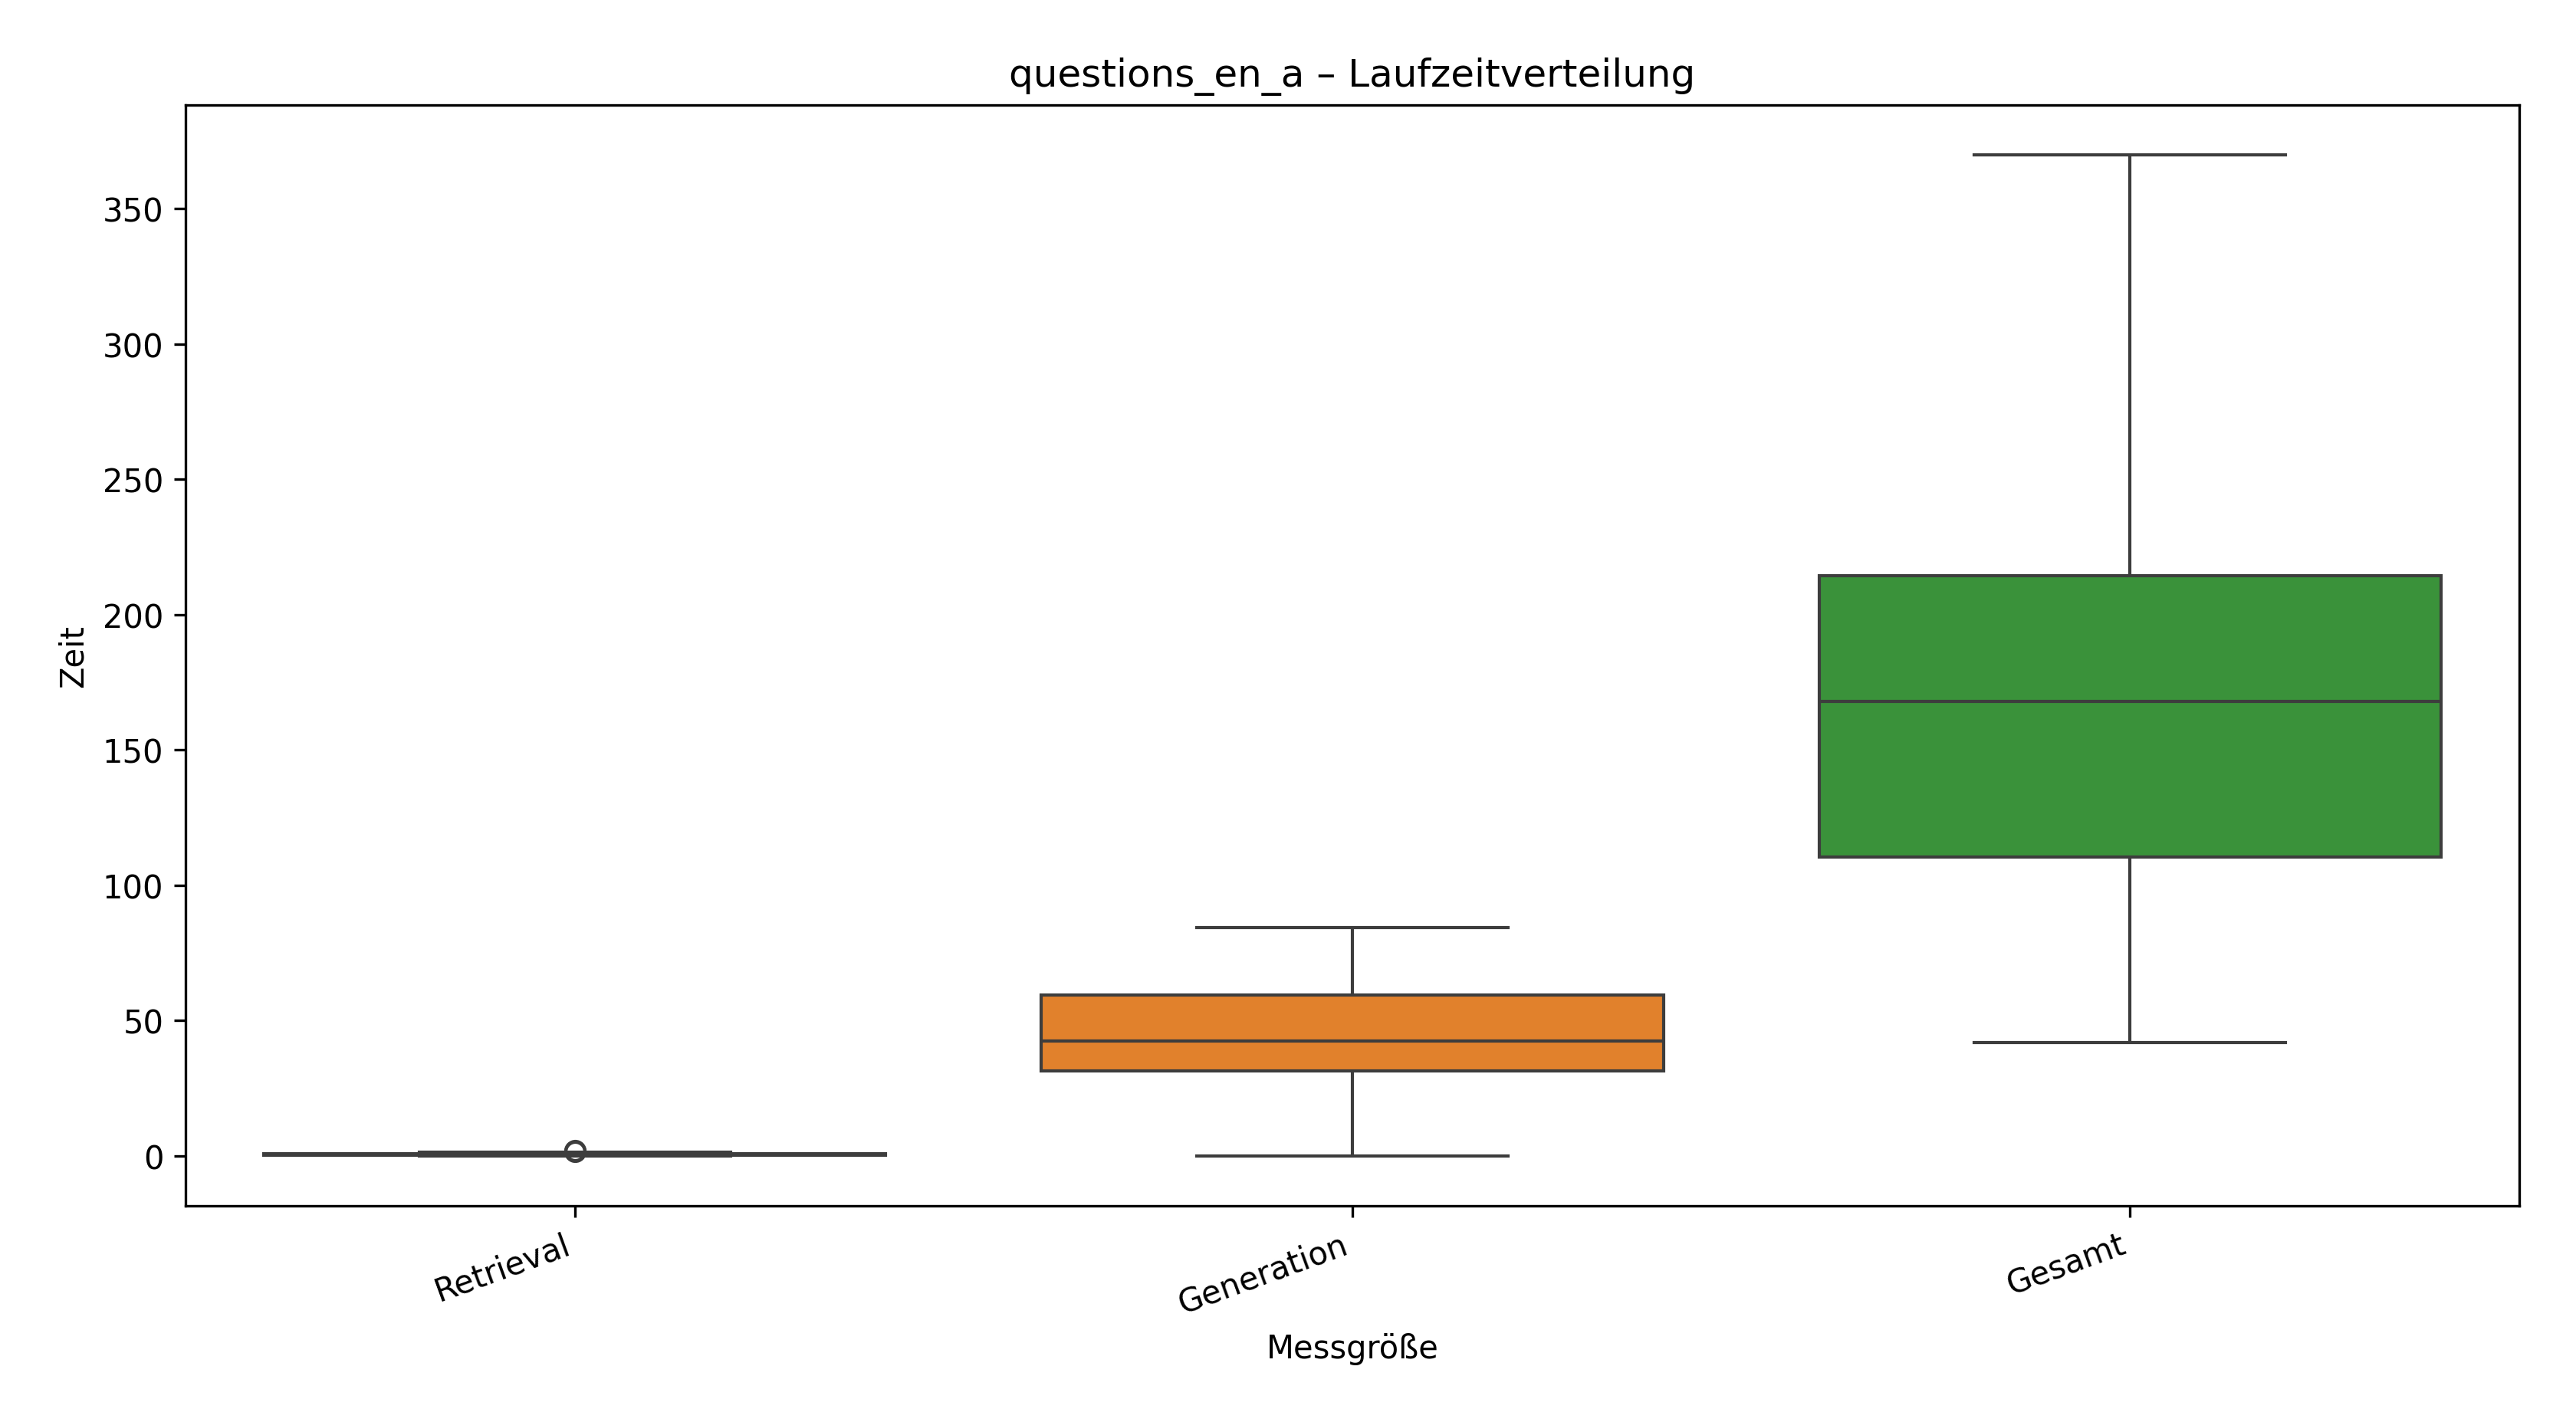 questions_en_a – Laufzeitverteilung
Zeit
350
300
250
200
150
100
50
0
Retrieval
Generation
Gesamt
Messgröße